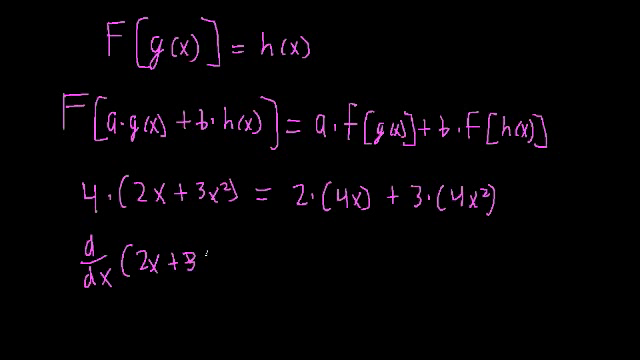 F[g(x)] = h(x)
F[a·g(x) + b·h(x)] = a·f[g(x)] + b·F[h(x)]
4·(2x + 3x²) = 2·(4x) + 3·(4x²)
d/dx (2x + 3